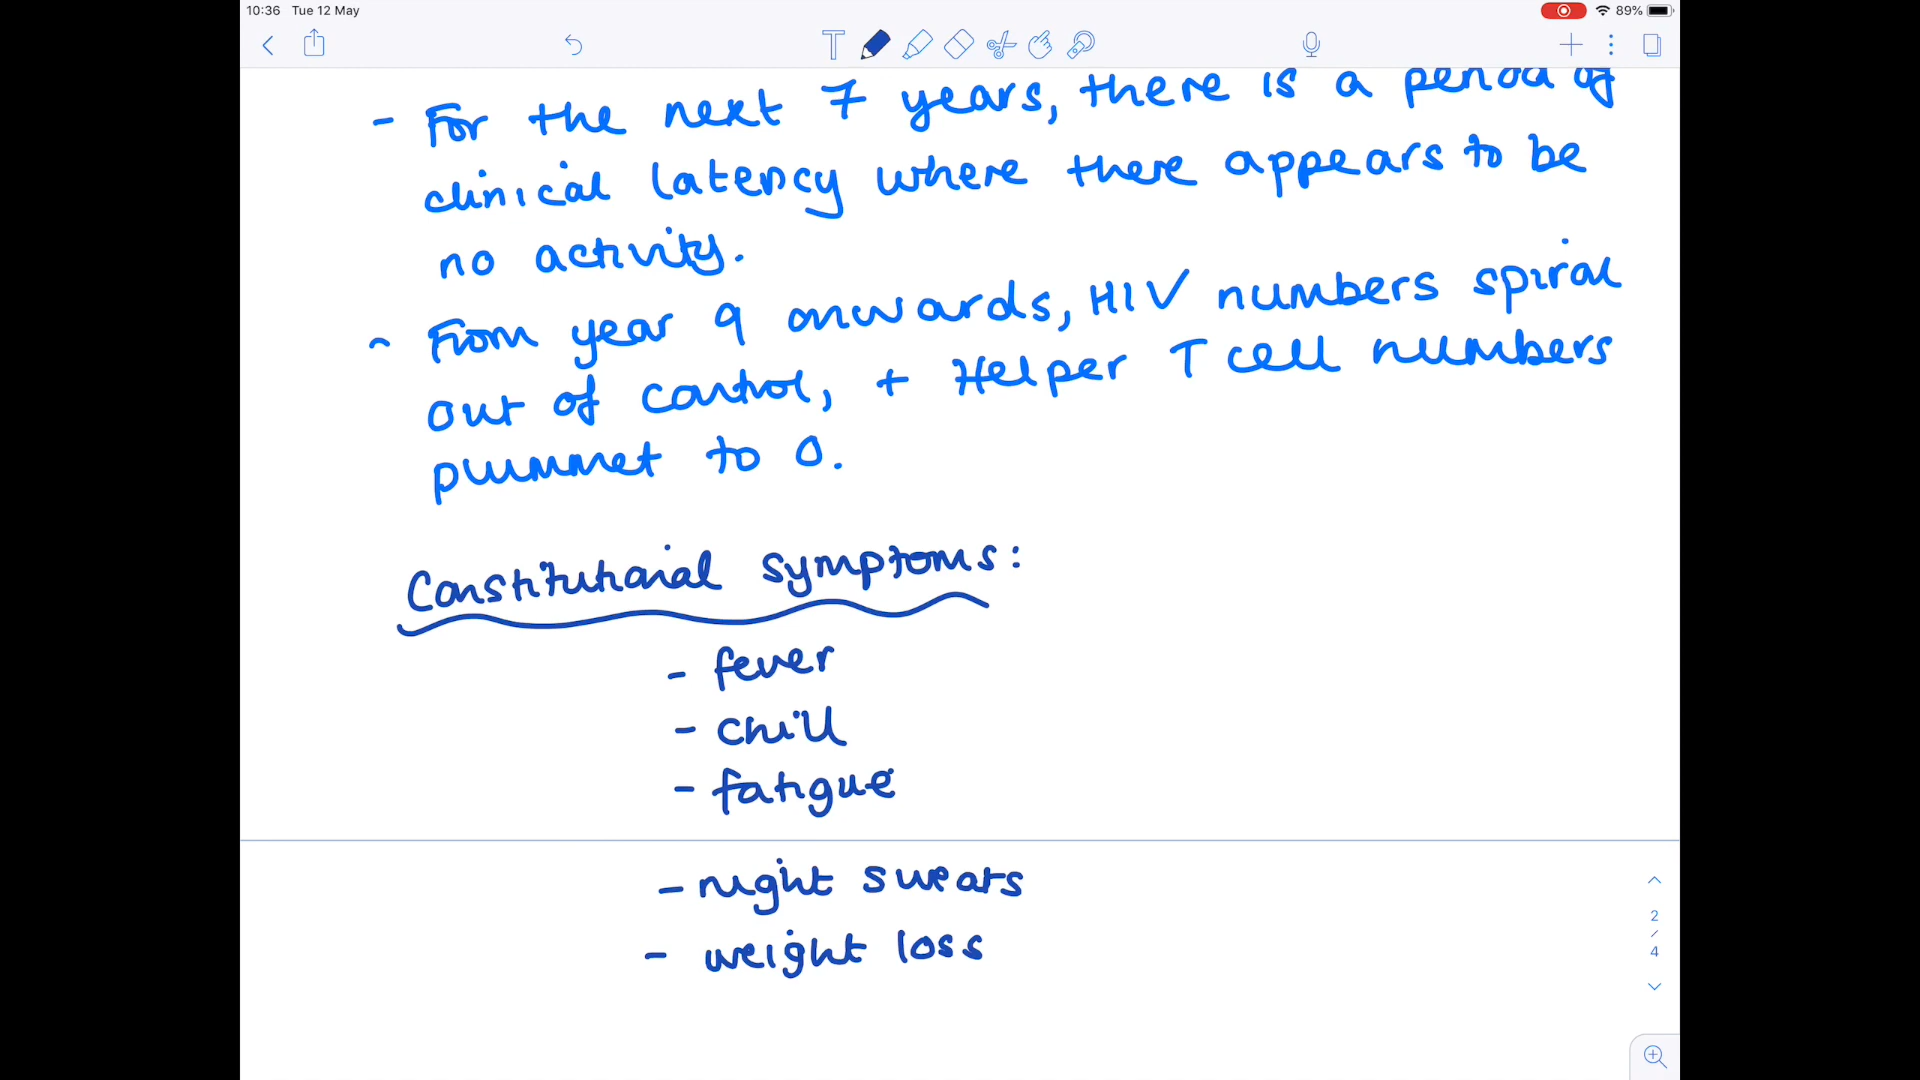 10:36 Tue 12 May
89%
T
- For the next 7 years, there is a period of
clinical latency where there appears to be
no activity.
- From year 9 onwards, HIV numbers spiral
out of control, + Helper T cell numbers
plummet to 0.
Constitutional symptoms:
- fever
- chill
- fatigue
- night sweats
- weight loss
2
/
4